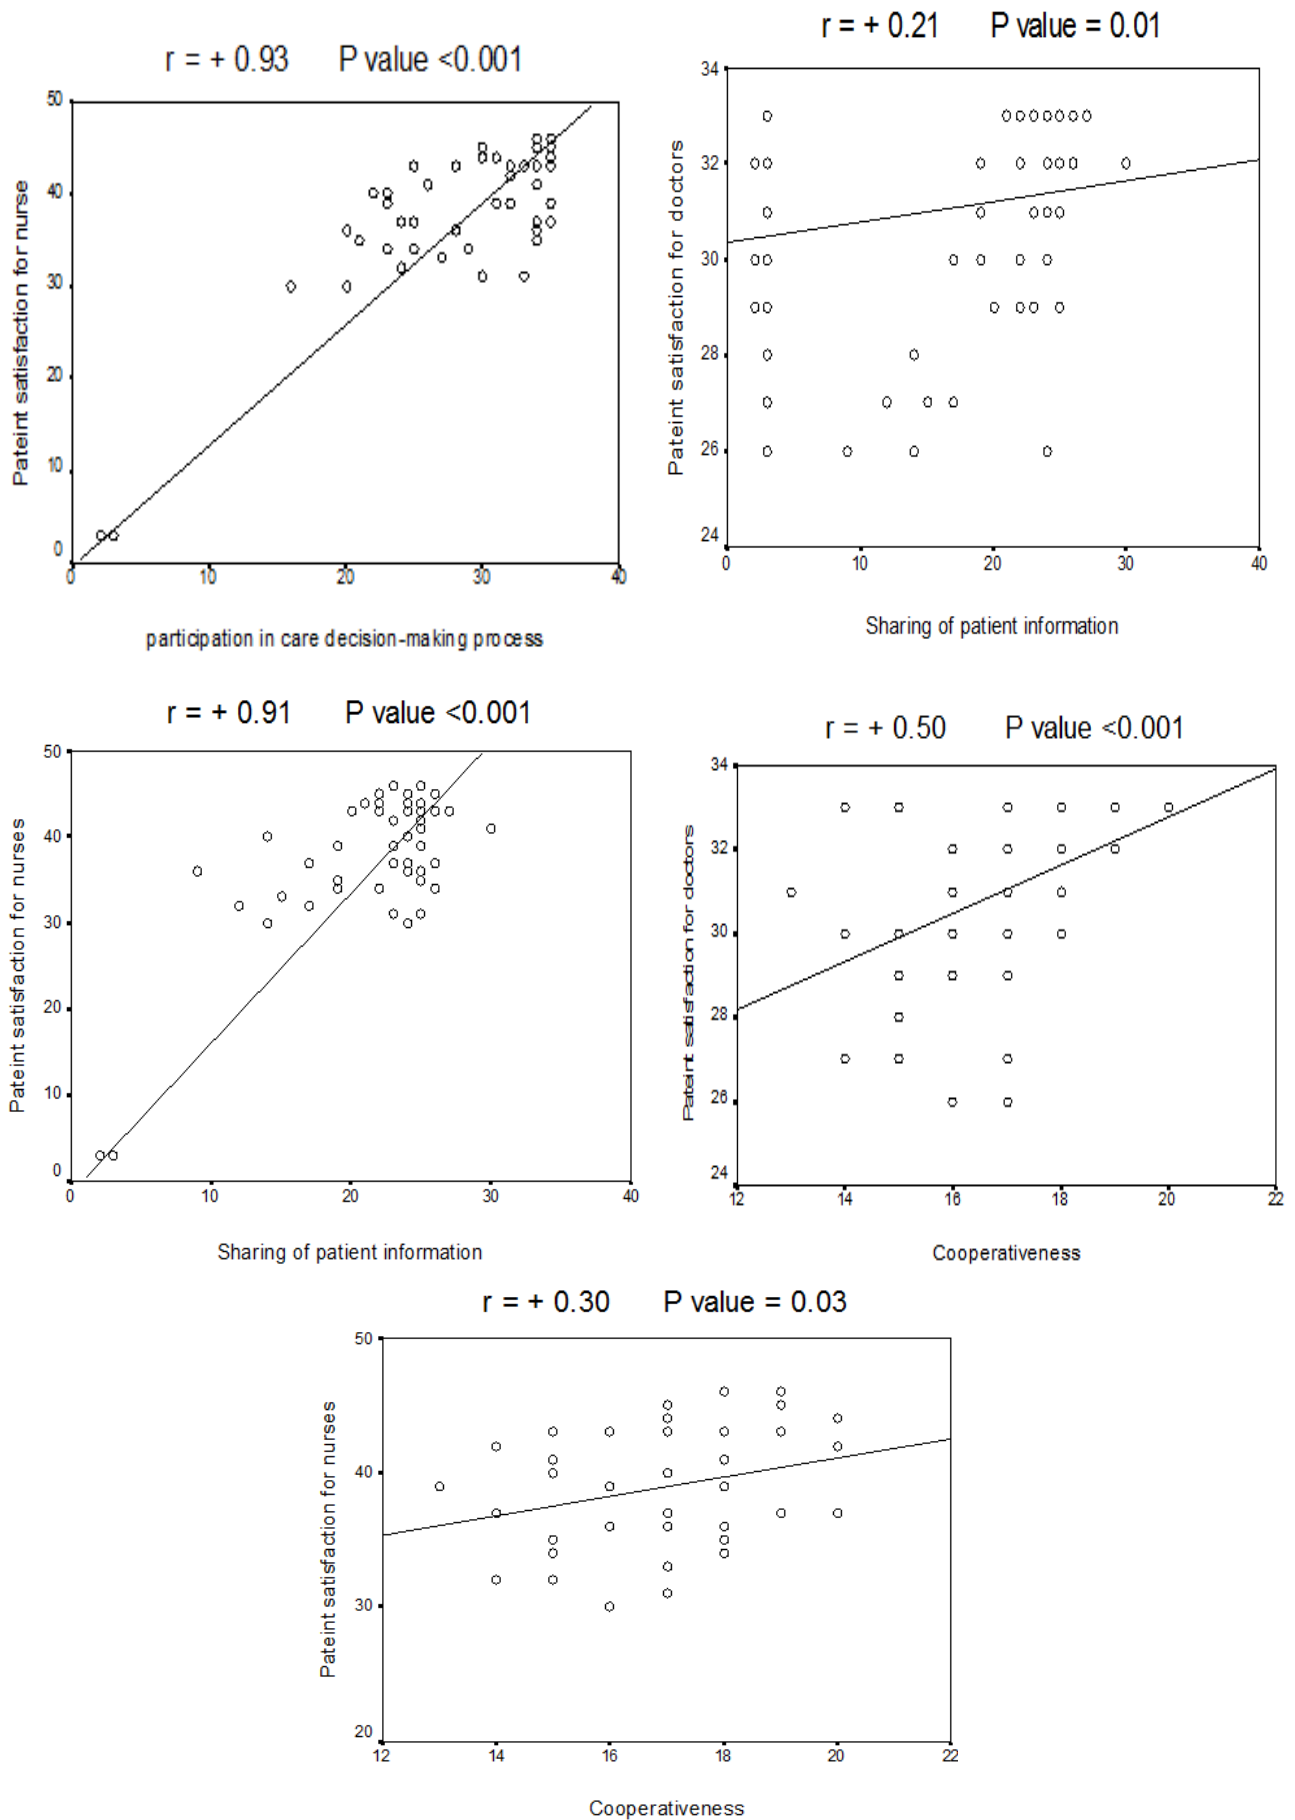 r = + 0.93 P value <0.001
50
40
30
20
10
0
Pateint satisfaction for nurse
0 10 20 30 40
participation in care decision-making process
r = + 0.21 P value = 0.01
34
32
30
28
26
24
Pateint satisfaction for doctors
0 10 20 30 40
Sharing of patient information
r = + 0.91 P value <0.001
50
40
30
20
10
0
Pateint satisfaction for nurses
0 10 20 30 40
Sharing of patient information
r = + 0.50 P value <0.001
34
32
30
28
26
24
Pateint satisfaction for doctors
12 14 16 18 20 22
Cooperativeness
r = + 0.30 P value = 0.03
50
40
30
20
Pateint satisfaction for nurses
12 14 16 18 20 22
Cooperativeness